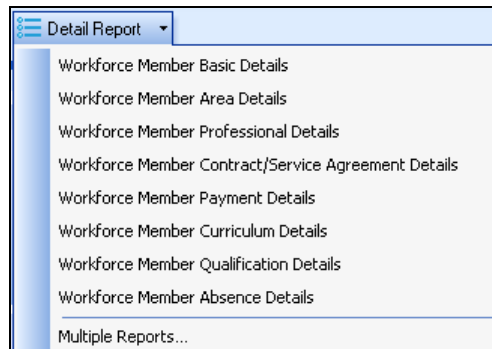 Detail Report
Workforce Member Basic Details
Workforce Member Area Details
Workforce Member Professional Details
Workforce Member Contract/Service Agreement Details
Workforce Member Payment Details
Workforce Member Curriculum Details
Workforce Member Qualification Details
Workforce Member Absence Details
Multiple Reports...